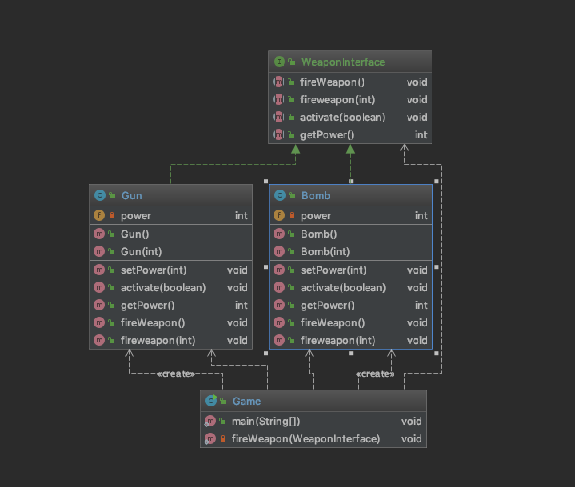 WeaponInterface
fireWeapon() void
fireweapon(int) void
activate(boolean) void
getPower() int
Gun
power int
Gun()
Gun(int)
setPower(int) void
activate(boolean) void
getPower() int
fireWeapon() void
fireweapon(int) void
Bomb
power int
Bomb()
Bomb(int)
setPower(int) void
activate(boolean) void
getPower() int
fireWeapon() void
fireweapon(int) void
«create»
«create»
Game
main(String[]) void
fireWeapon(WeaponInterface) void